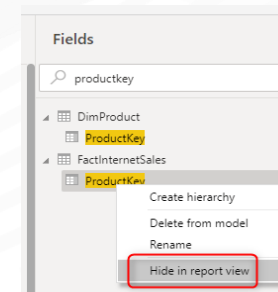 Fields
productkey
DimProduct
ProductKey
FactInternetSales
ProductKey
Create hierarchy
Delete from model
Rename
Hide in report view